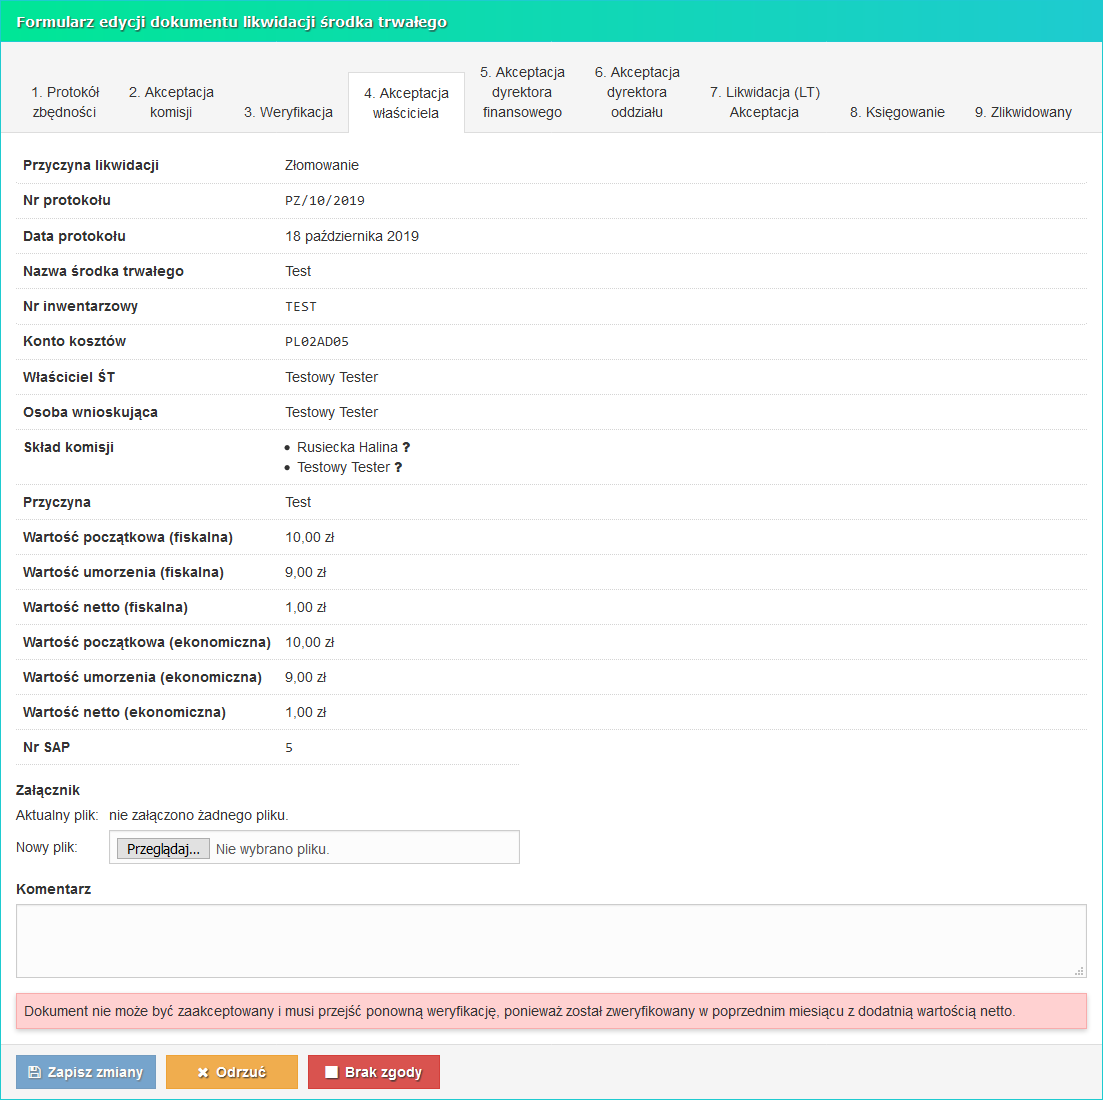 Formularz edycji dokumentu likwidacji środka trwałego
1. Protokół
zbędności
2. Akceptacja
komisji
3. Weryfikacja
4. Akceptacja
właściciela
5. Akceptacja
dyrektora
finansowego
6. Akceptacja
dyrektora
oddziału
7. Likwidacja (LT)
Akceptacja
8. Księgowanie
9. Zlikwidowany
Przyczyna likwidacji Złomowanie
Nr protokołu PZ/10/2019
Data protokołu 18 października 2019
Nazwa środka trwałego Test
Nr inwentarzowy TEST
Konto kosztów PL02AD05
Właściciel ŚT Testowy Tester
Osoba wnioskująca Testowy Tester
Skład komisji • Rusiecka Halina ?
• Testowy Tester ?
Przyczyna Test
Wartość początkowa (fiskalna) 10,00 zł
Wartość umorzenia (fiskalna) 9,00 zł
Wartość netto (fiskalna) 1,00 zł
Wartość początkowa (ekonomiczna) 10,00 zł
Wartość umorzenia (ekonomiczna) 9,00 zł
Wartość netto (ekonomiczna) 1,00 zł
Nr SAP 5
Załącznik
Aktualny plik: nie załączono żadnego pliku.
Nowy plik: Przeglądaj... Nie wybrano pliku.
Komentarz
Dokument nie może być zaakceptowany i musi przejść ponowną weryfikację, ponieważ został zweryfikowany w poprzednim miesiącu z dodatnią wartością netto.
Zapisz zmiany Odrzuć Brak zgody